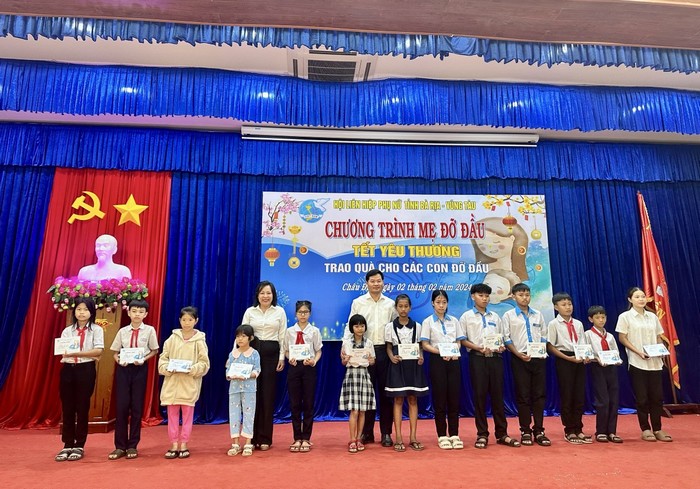 HỘI LIÊN HIỆP PHỤ NỮ TỈNH BÀ RỊA - VŨNG TÀU
CHƯƠNG TRÌNH MẸ ĐỠ ĐẦU
TẾT YÊU THƯƠNG
TRAO QUÀ CHO CÁC CON ĐỠ ĐẦU
Châu Đức, ngày 02 tháng 02 năm 2024